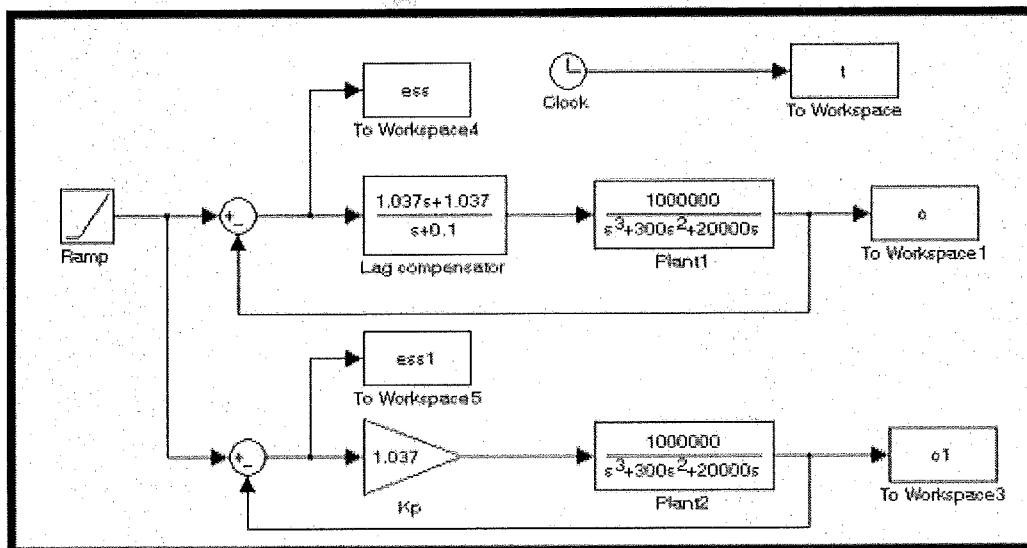 ess
To Workspace4
Clock
t
To Workspace
Ramp
+
-
1.037s+1.037
s+0.1
Lag compensator
1000000
s³+300s²+20000s
Plant1
c
To Workspace1
ess1
To Workspace5
+
-
1.037
Kp
1000000
s³+300s²+20000s
Plant2
c1
To Workspace3